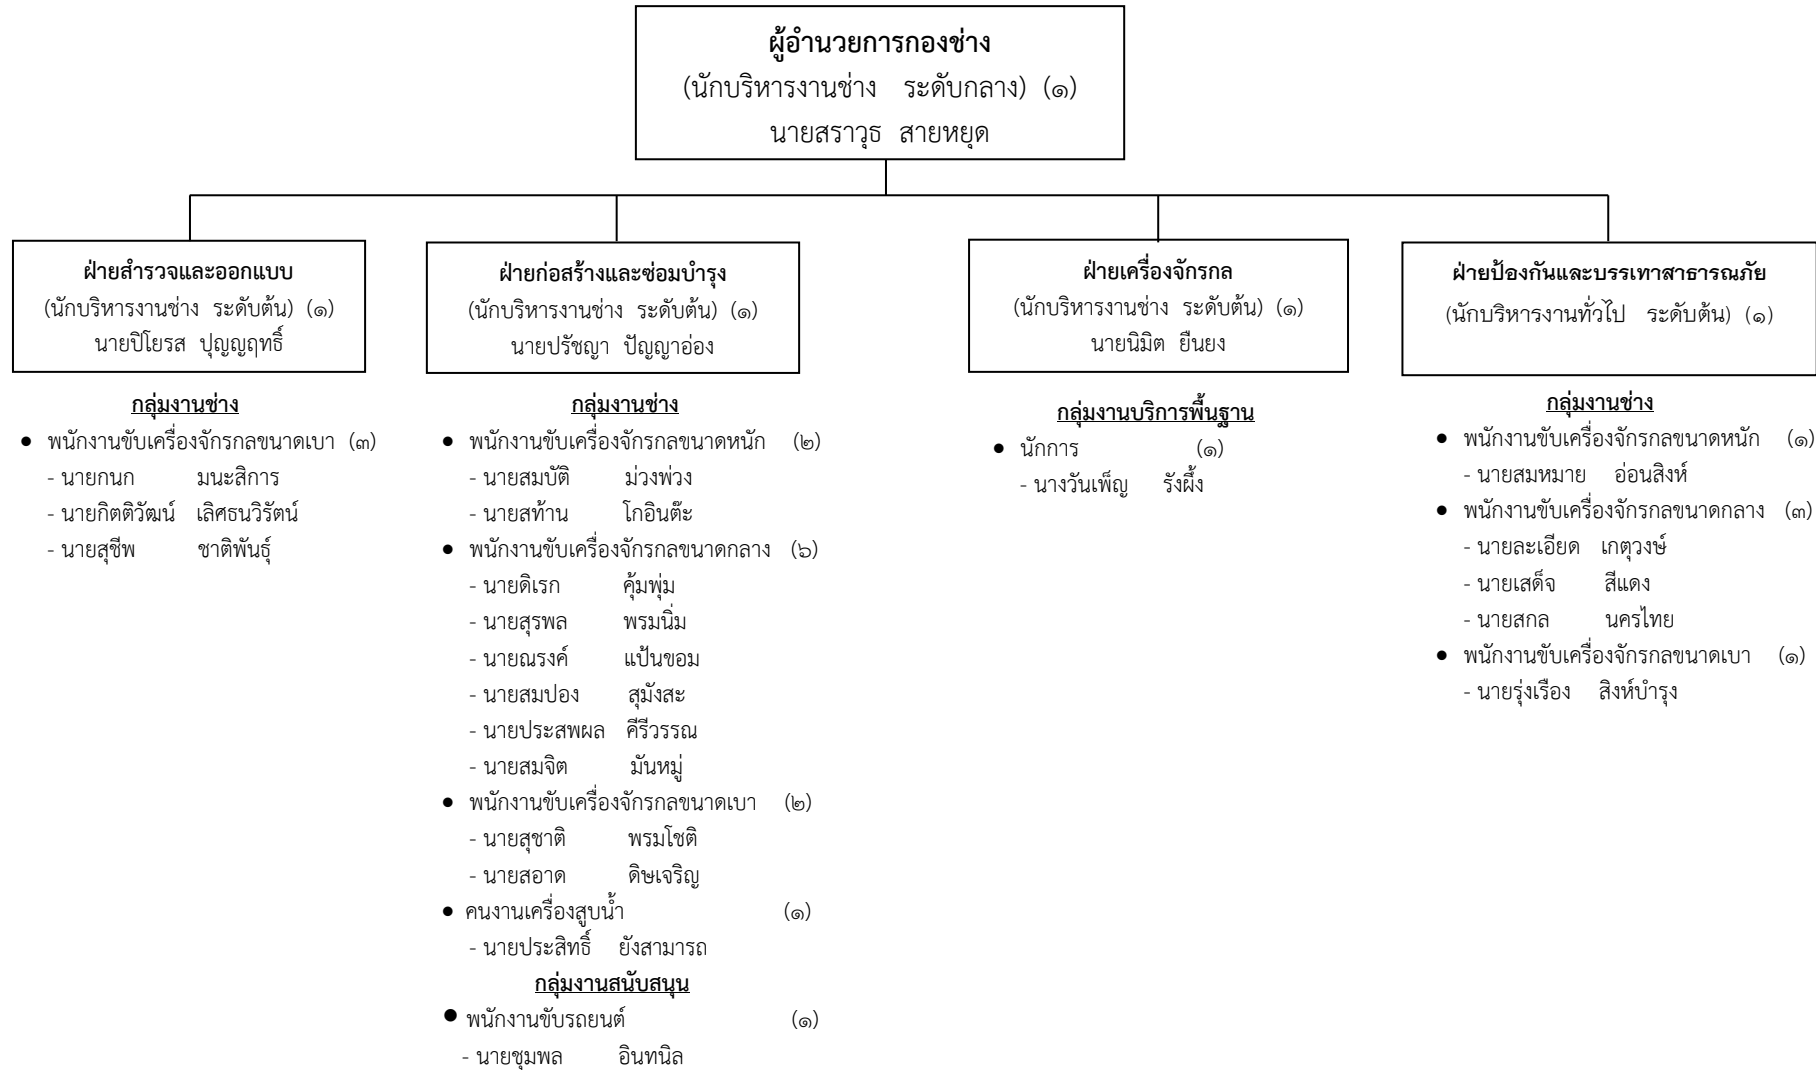 ผู้อำนวยการกองช่าง
(นักบริหารงานช่าง ระดับกลาง) (๑)
นายสราวุธ สายหยุด
ฝ่ายสำรวจและออกแบบ
(นักบริหารงานช่าง ระดับต้น) (๑)
นายปิโยรส ปุญญฤทธิ์
กลุ่มงานช่าง
● พนักงานขับเครื่องจักรกลขนาดเบา (๓)
- นายกนก มนะสิการ
- นายกิตติวัฒน์ เลิศธนวิรัตน์
- นายสุชีพ ชาติพันธุ์
ฝ่ายก่อสร้างและซ่อมบำรุง
(นักบริหารงานช่าง ระดับต้น) (๑)
นายปรัชญา ปัญญาอ่อง
กลุ่มงานช่าง
● พนักงานขับเครื่องจักรกลขนาดหนัก (๒)
- นายสมบัติ ม่วงพ่วง
- นายสท้าน โกอินต๊ะ
● พนักงานขับเครื่องจักรกลขนาดกลาง (๖)
- นายดิเรก คุ้มพุ่ม
- นายสุรพล พรมนิ่ม
- นายณรงค์ แป้นขอม
- นายสมปอง สุมังสะ
- นายประสพผล คีรีวรรณ
- นายสมจิต มันหมู่
● พนักงานขับเครื่องจักรกลขนาดเบา (๒)
- นายสุชาติ พรมโชติ
- นายสอาด ดิษเจริญ
● คนงานเครื่องสูบน้ำ (๑)
- นายประสิทธิ์ ยังสามารถ
กลุ่มงานสนับสนุน
● พนักงานขับรถยนต์ (๑)
- นายชุมพล อินทนิล
ฝ่ายเครื่องจักรกล
(นักบริหารงานช่าง ระดับต้น) (๑)
นายนิมิต ยืนยง
กลุ่มงานบริการพื้นฐาน
● นักการ (๑)
- นางวันเพ็ญ รังผึ้ง
ฝ่ายป้องกันและบรรเทาสาธารณภัย
(นักบริหารงานทั่วไป ระดับต้น) (๑)
กลุ่มงานช่าง
● พนักงานขับเครื่องจักรกลขนาดหนัก (๑)
- นายสมหมาย อ่อนสิงห์
● พนักงานขับเครื่องจักรกลขนาดกลาง (๓)
- นายละเอียด เกตุวงษ์
- นายเสด็จ สีแดง
- นายสกล นครไทย
● พนักงานขับเครื่องจักรกลขนาดเบา (๑)
- นายรุ่งเรือง สิงห์บำรุง